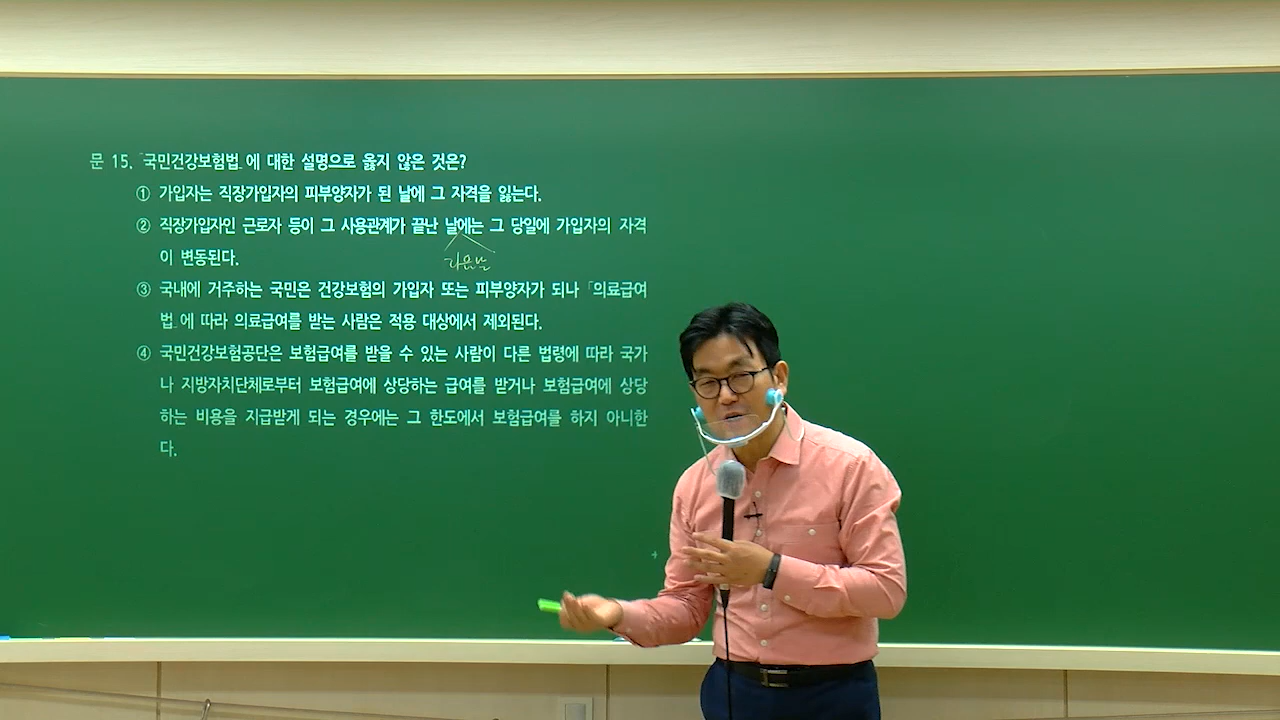 문 15. 「국민건강보험법」에 대한 설명으로 옳지 않은 것은?
① 가입자는 직장가입자의 피부양자가 된 날에 그 자격을 잃는다.
② 직장가입자인 근로자 등이 그 사용관계가 끝난 날에는 그 당일에 가입자의 자격
이 변동된다.
다음날
③ 국내에 거주하는 국민은 건강보험의 가입자 또는 피부양자가 되나 「의료급여
법」에 따라 의료급여를 받는 사람은 적용 대상에서 제외된다.
④ 국민건강보험공단은 보험급여를 받을 수 있는 사람이 다른 법령에 따라 국가
나 지방자치단체로부터 보험급여에 상당하는 급여를 받거나 보험급여에 상당
하는 비용을 지급받게 되는 경우에는 그 한도에서 보험급여를 하지 아니한
다.